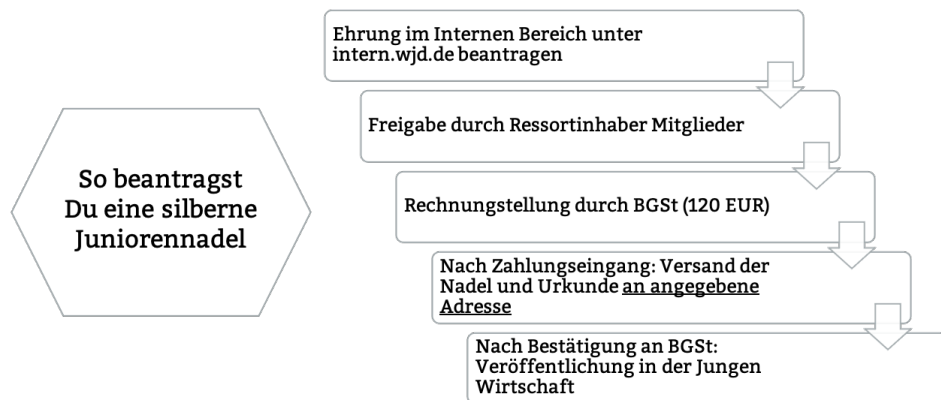 So beantragst
Du eine silberne
Juniorennadel
Ehrung im Internen Bereich unter
intern.wjd.de beantragen
Freigabe durch Ressortinhaber Mitglieder
Rechnungstellung durch BGSt (120 EUR)
Nach Zahlungseingang: Versand der
Nadel und Urkunde an angegebene
Adresse
Nach Bestätigung an BGSt:
Veröffentlichung in der Jungen
Wirtschaft